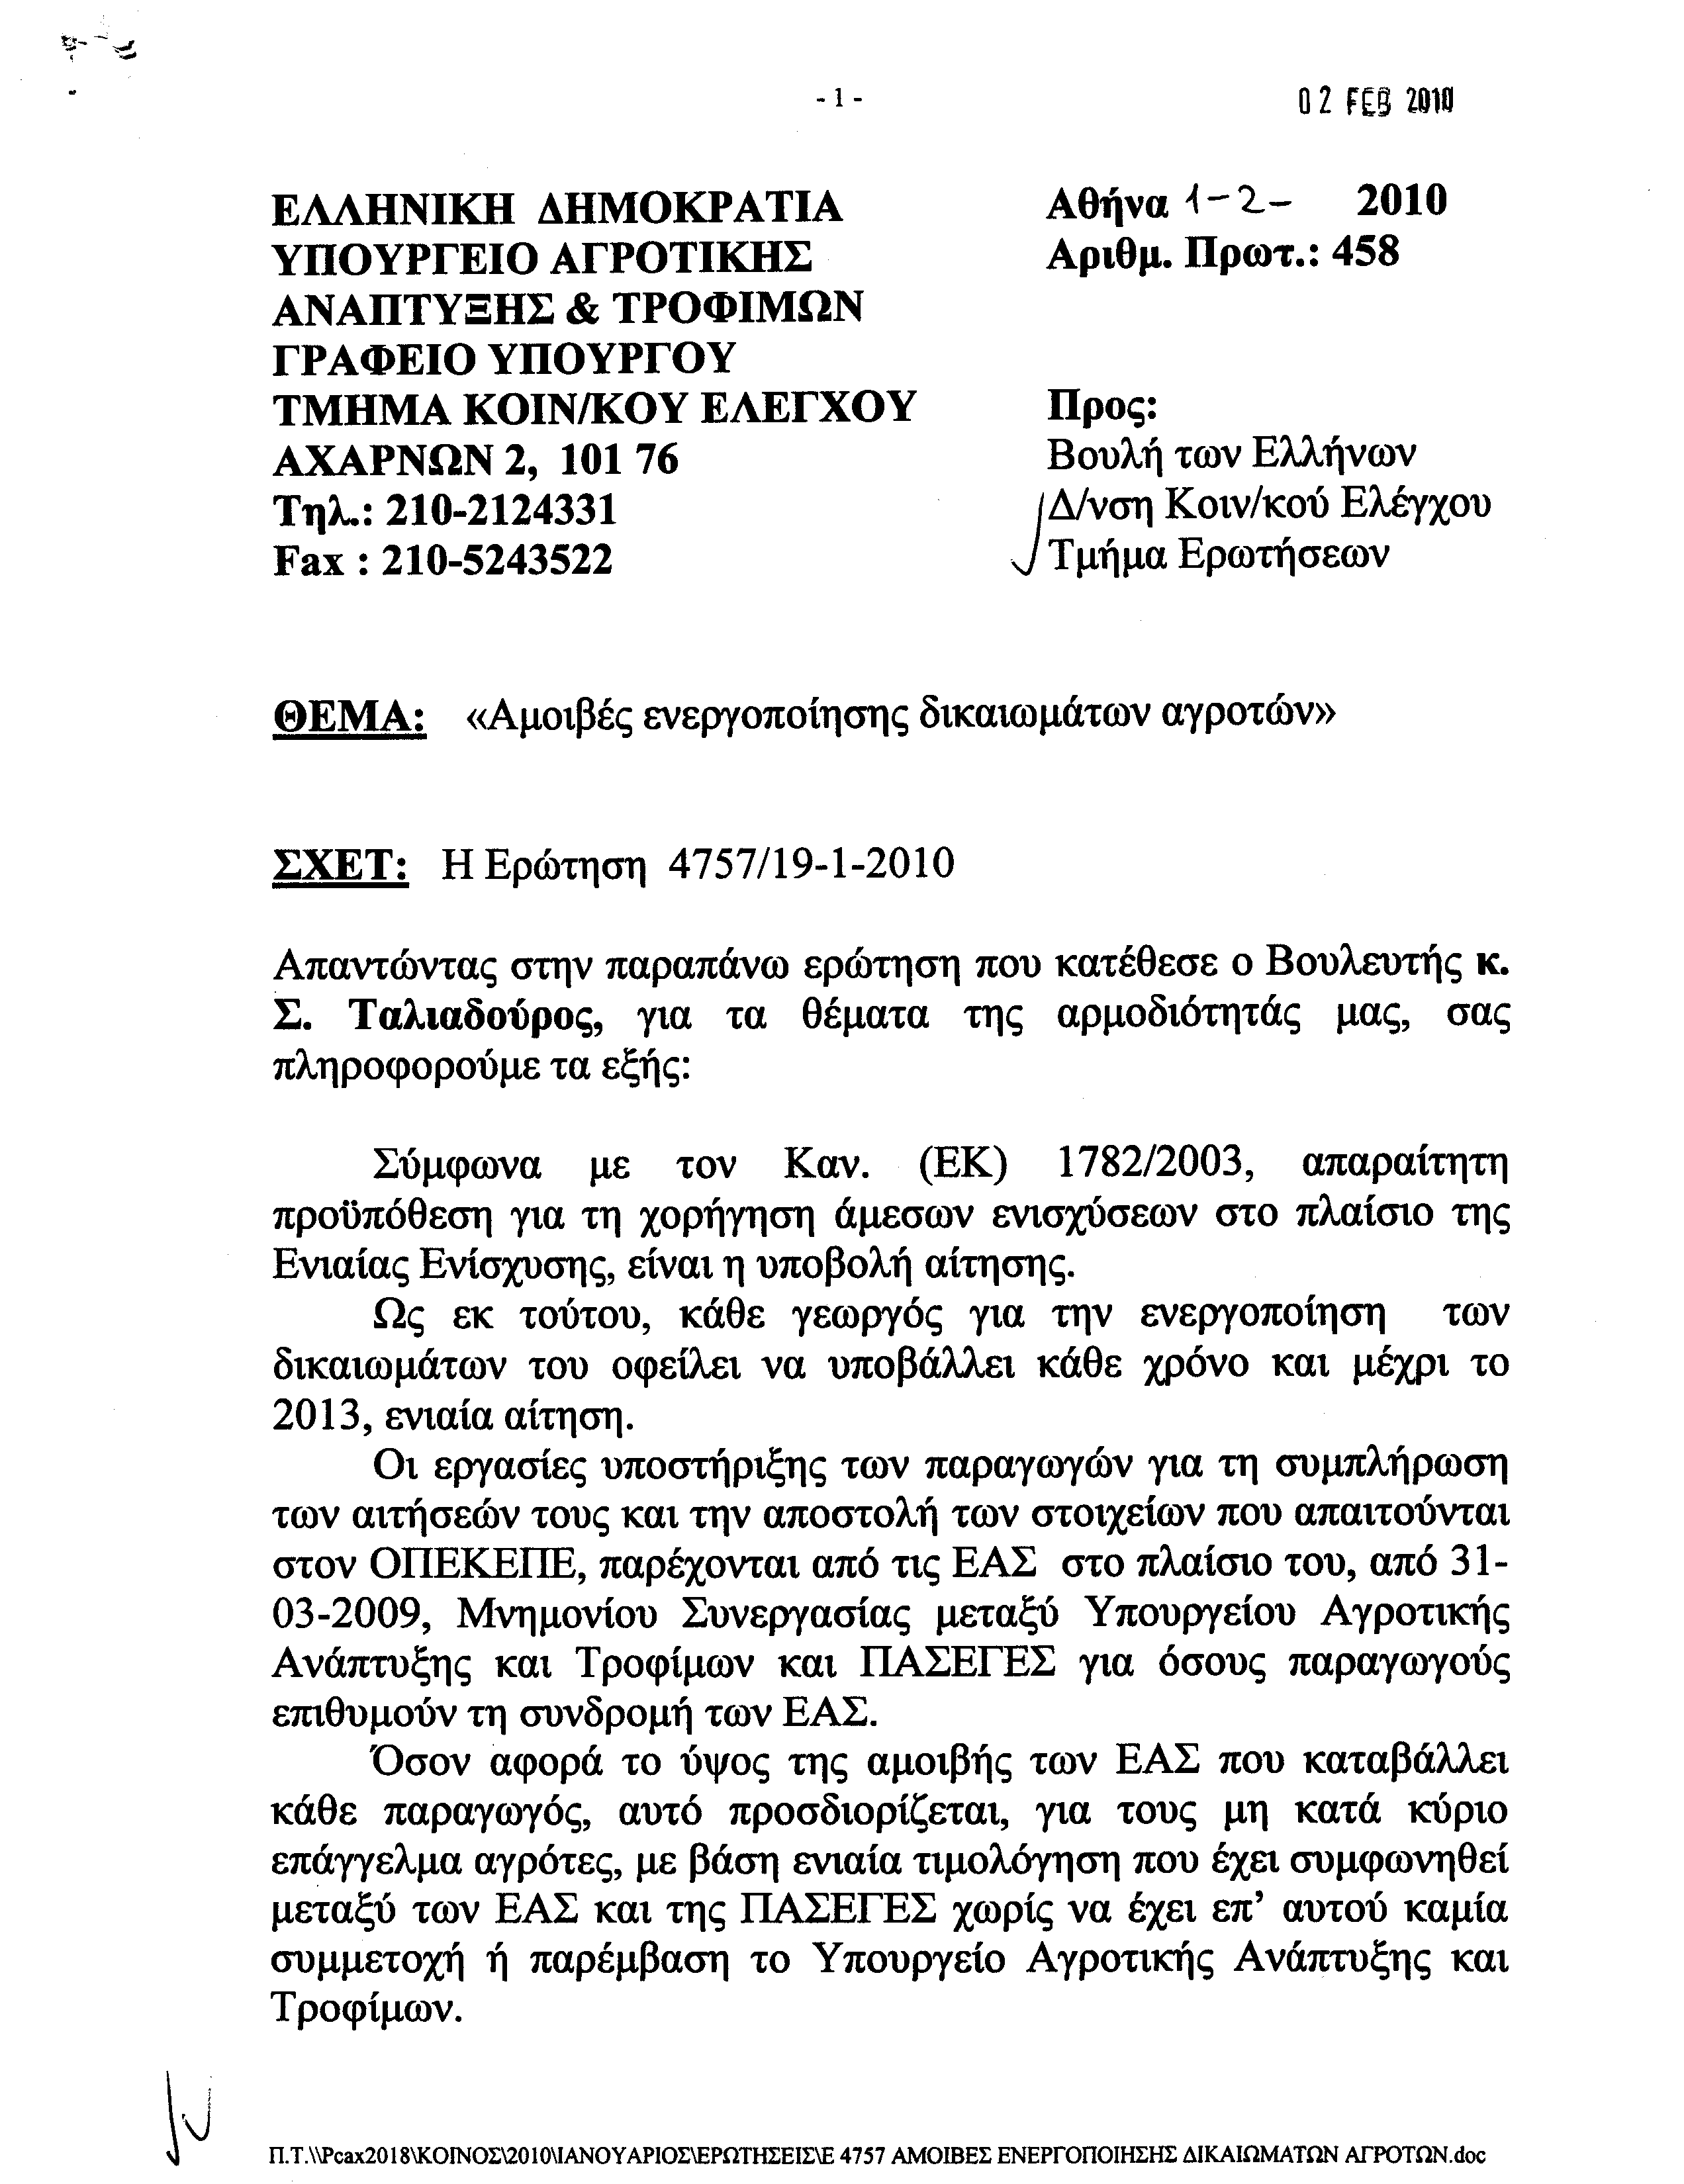 - 1 -
02 FEB 2010
ΕΛΛΗΝΙΚΗ ΔΗΜΟΚΡΑΤΙΑ
ΥΠΟΥΡΓΕΙΟ ΑΓΡΟΤΙΚΗΣ
ΑΝΑΠΤΥΞΗΣ & ΤΡΟΦΙΜΩΝ
ΓΡΑΦΕΙΟ ΥΠΟΥΡΓΟΥ
ΤΜΗΜΑ ΚΟΙΝ/ΚΟΥ ΕΛΕΓΧΟΥ
ΑΧΑΡΝΩΝ 2, 101 76
Τηλ.: 210-2124331
Fax : 210-5243522
Αθήνα 1-2- 2010
Αριθμ. Πρωτ.: 458
Προς:
Βουλή των Ελλήνων
Δ/νση Κοιν/κού Ελέγχου
Τμήμα Ερωτήσεων
ΘΕΜΑ: «Αμοιβές ενεργοποίησης δικαιωμάτων αγροτών»
ΣΧΕΤ: Η Ερώτηση 4757/19-1-2010
Απαντώντας στην παραπάνω ερώτηση που κατέθεσε ο Βουλευτής κ.
Σ. Ταλιαδούρος, για τα θέματα της αρμοδιότητάς μας, σας
πληροφορούμε τα εξής:
Σύμφωνα με τον Καν. (ΕΚ) 1782/2003, απαραίτητη
προϋπόθεση για τη χορήγηση άμεσων ενισχύσεων στο πλαίσιο της
Ενιαίας Ενίσχυσης, είναι η υποβολή αίτησης.
Ως εκ τούτου, κάθε γεωργός για την ενεργοποίηση των
δικαιωμάτων του οφείλει να υποβάλλει κάθε χρόνο και μέχρι το
2013, ενιαία αίτηση.
Οι εργασίες υποστήριξης των παραγωγών για τη συμπλήρωση
των αιτήσεών τους και την αποστολή των στοιχείων που απαιτούνται
στον ΟΠΕΚΕΠΕ, παρέχονται από τις ΕΑΣ στο πλαίσιο του, από 31-
03-2009, Μνημονίου Συνεργασίας μεταξύ Υπουργείου Αγροτικής
Ανάπτυξης και Τροφίμων και ΠΑΣΕΓΕΣ για όσους παραγωγούς
επιθυμούν τη συνδρομή των ΕΑΣ.
Όσον αφορά το ύψος της αμοιβής των ΕΑΣ που καταβάλλει
κάθε παραγωγός, αυτό προσδιορίζεται, για τους μη κατά κύριο
επάγγελμα αγρότες, με βάση ενιαία τιμολόγηση που έχει συμφωνηθεί
μεταξύ των ΕΑΣ και της ΠΑΣΕΓΕΣ χωρίς να έχει επ’ αυτού καμία
συμμετοχή ή παρέμβαση το Υπουργείο Αγροτικής Ανάπτυξης και
Τροφίμων.
Π.Τ.\\Pcax2018\ΚΟΙΝΟΣ\2010\ΙΑΝΟΥΑΡΙΟΣ\ΕΡΩΤΗΣΕΙΣ\Ε 4757 ΑΜΟΙΒΕΣ ΕΝΕΡΓΟΠΟΙΗΣΗΣ ΔΙΚΑΙΩΜΑΤΩΝ ΑΓΡΟΤΩΝ.doc